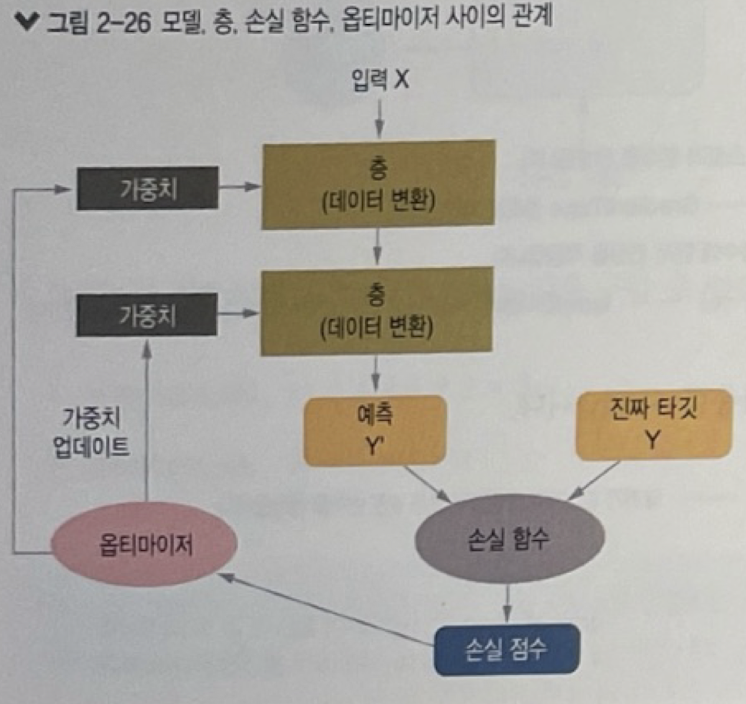 그림 2-26 모델, 층, 손실 함수, 옵티마이저 사이의 관계
입력 X
가중치
층
(데이터 변환)
가중치
층
(데이터 변환)
가중치
업데이트
예측
Y'
진짜 타깃
Y
옵티마이저
손실 함수
손실 점수